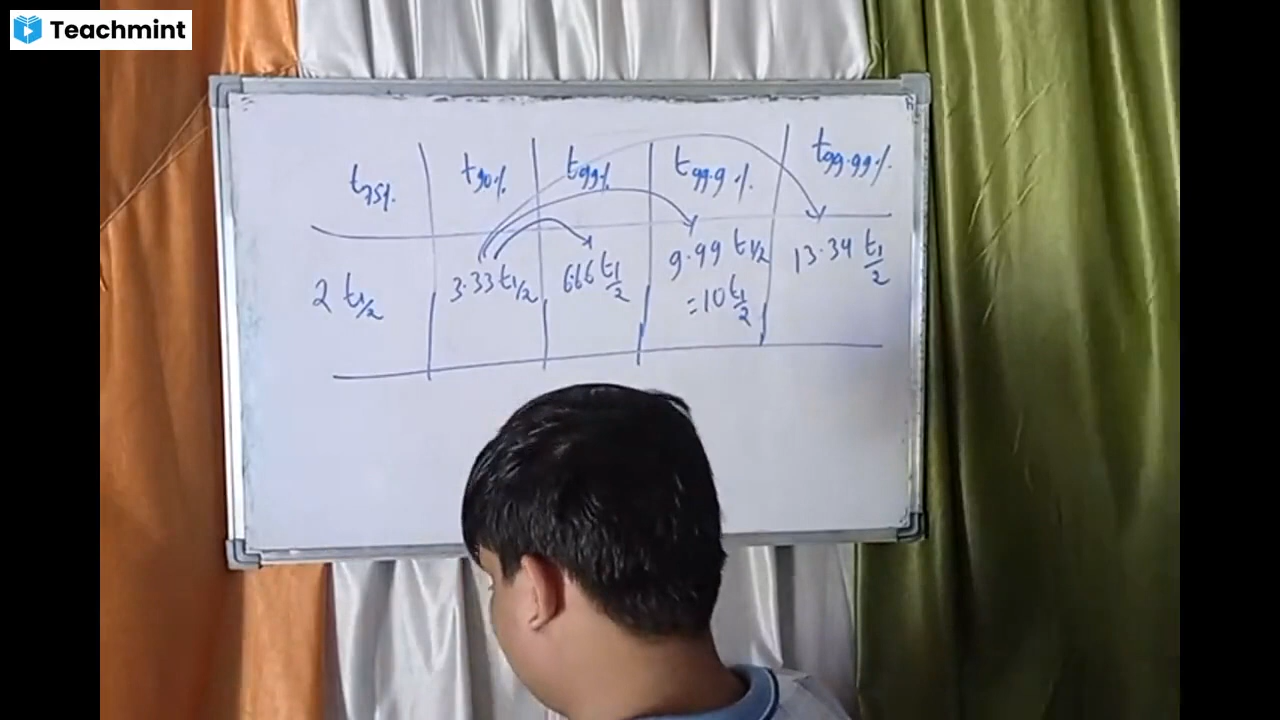 Teachmint
t75% t90% t99% t99.9% t99.99%
2 t1/2 3.33 t1/2 6.66 t1/2 9.99 t1/2 13.34 t1/2
= 10 t1/2